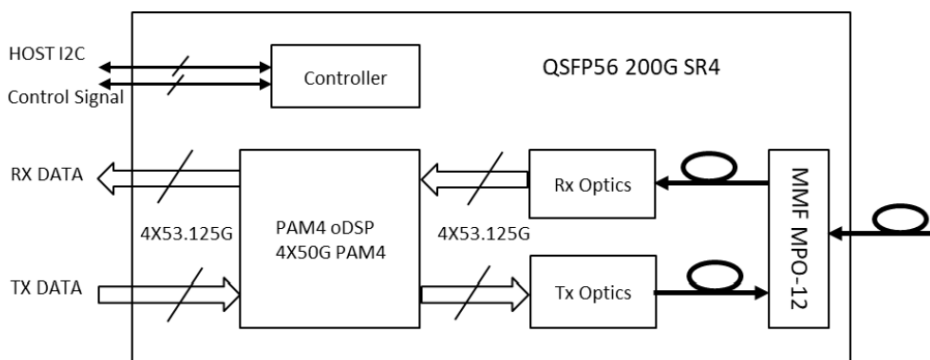 HOST I2C
Control Signal
Controller
QSFP56 200G SR4
RX DATA
4X53.125G
TX DATA
PAM4 oDSP
4X50G PAM4
4X53.125G
Rx Optics
Tx Optics
MMF MPO-12